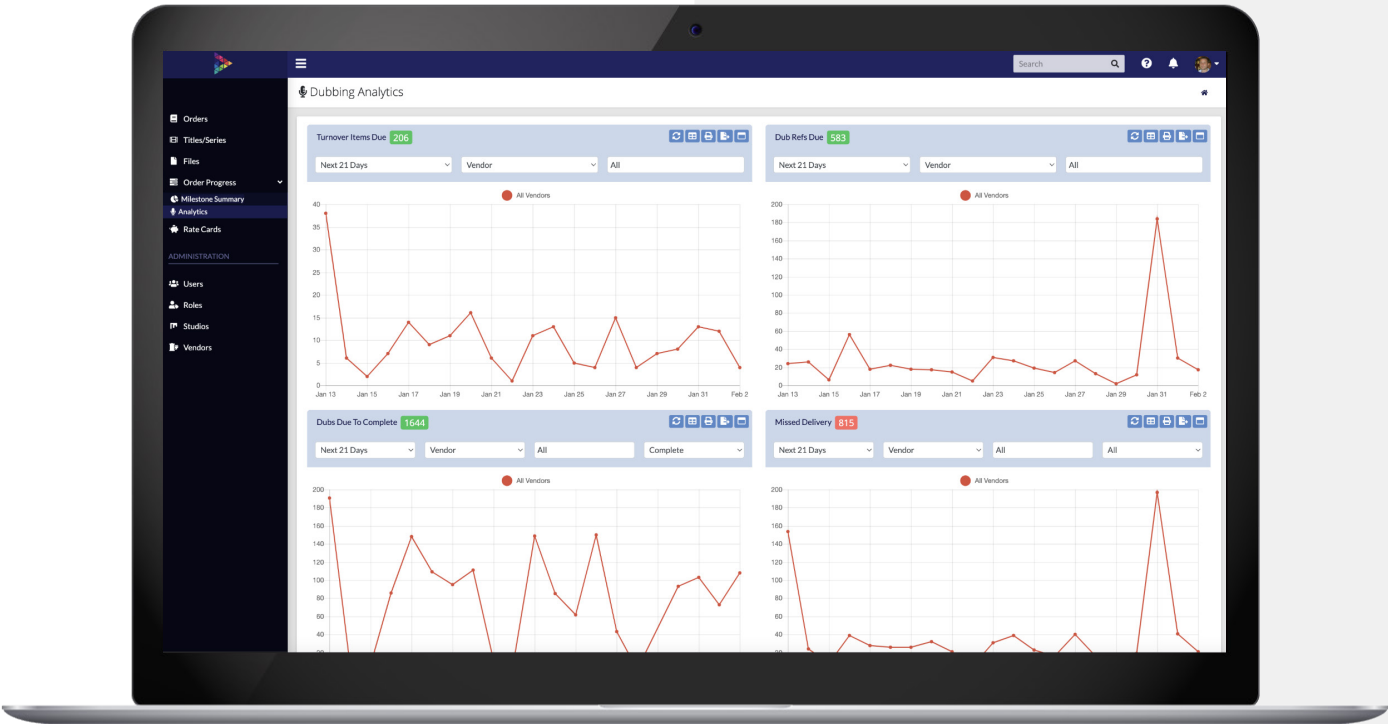 Search
Dubbing Analytics
Orders
Titles/Series
Files
Order Progress
Milestone Summary
Analytics
Rate Cards
ADMINISTRATION
Users
Roles
Studios
Vendors
Turnover Items Due 206
Next 21 Days Vendor All
All Vendors
40
35
30
25
20
15
10
5
0
Jan 13 Jan 15 Jan 17 Jan 19 Jan 21 Jan 23 Jan 25 Jan 27 Jan 29 Jan 31 Feb 2
Dub Refs Due 583
Next 21 Days Vendor All
All Vendors
200
180
160
140
120
100
80
60
40
20
0
Jan 13 Jan 15 Jan 17 Jan 19 Jan 21 Jan 23 Jan 25 Jan 27 Jan 29 Jan 31 Feb 2
Dubs Due To Complete 1644
Next 21 Days Vendor All Complete
All Vendors
200
180
160
140
120
100
80
60
40
20
Missed Delivery 815
Next 21 Days Vendor All All
All Vendors
200
180
160
140
120
100
80
60
40
20